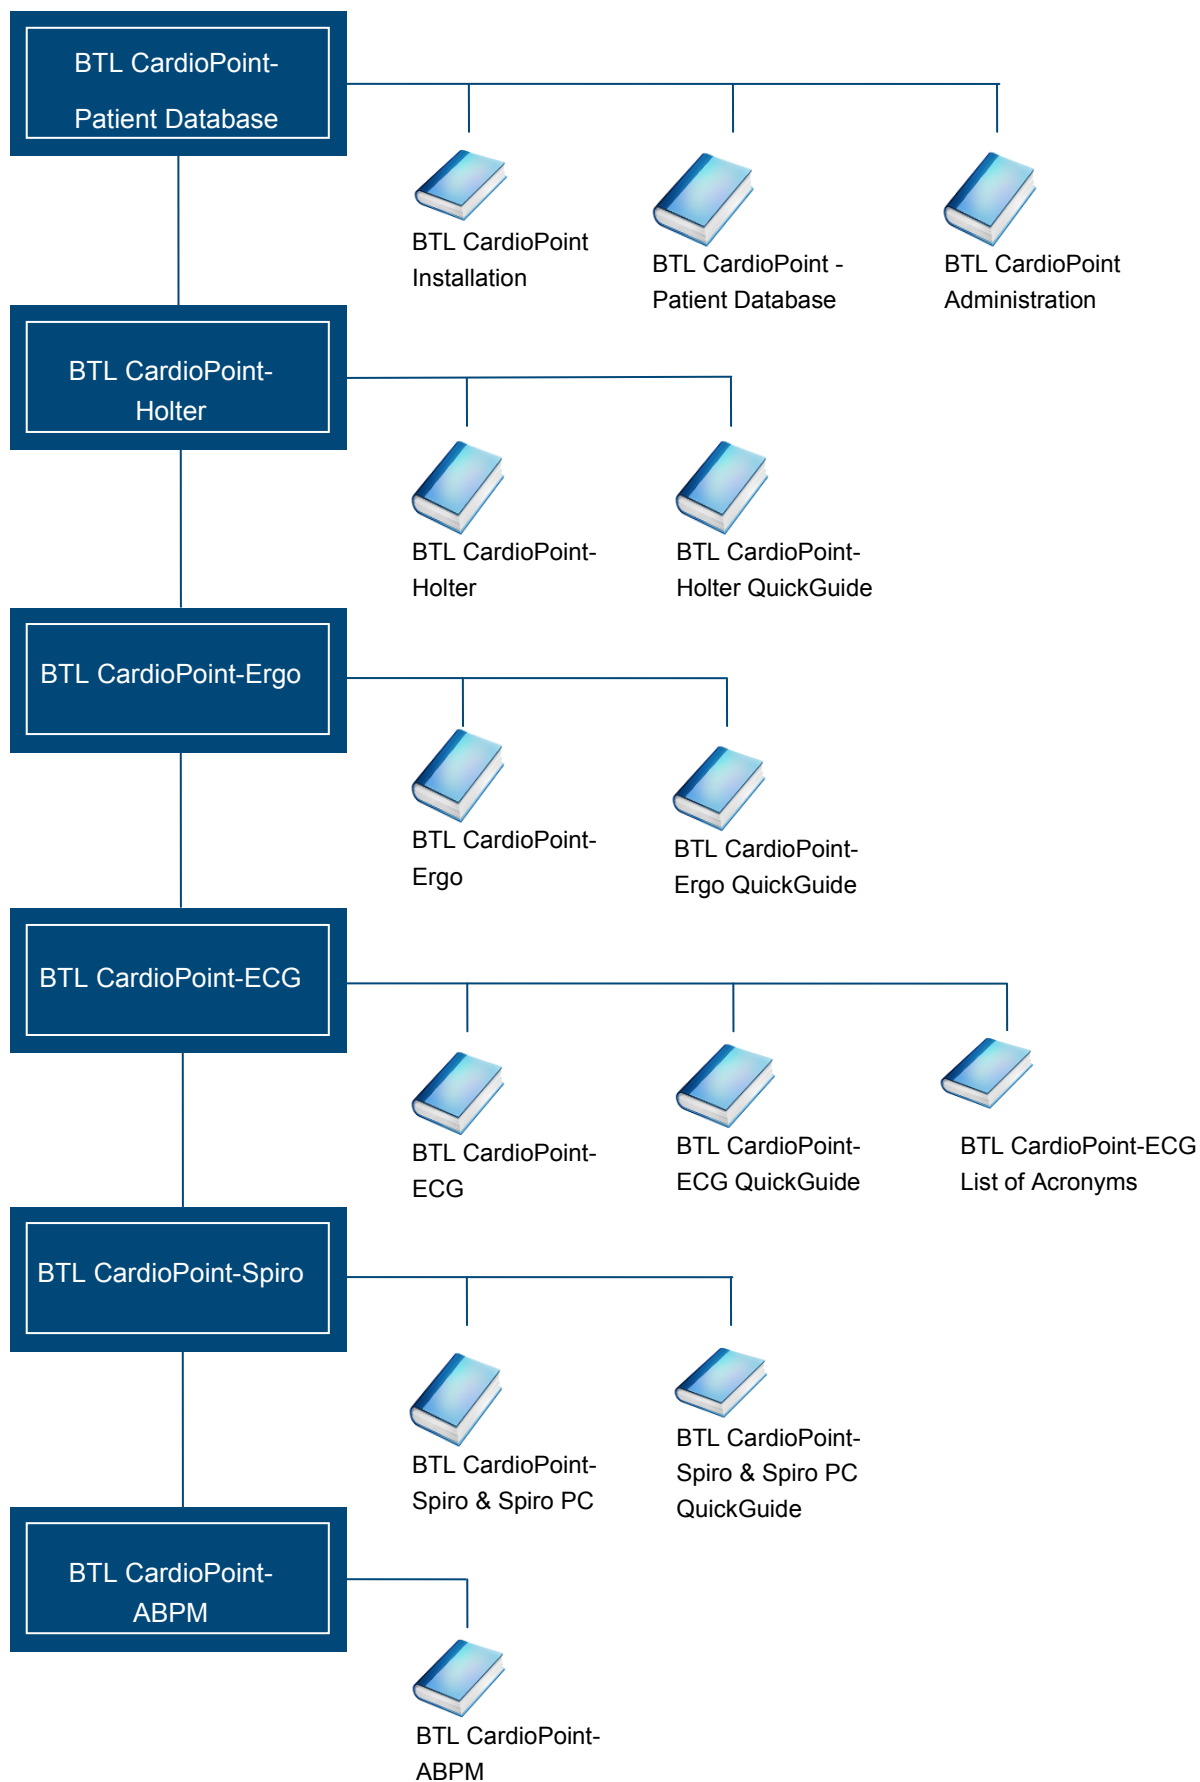 BTL CardioPoint-
Patient Database
BTL CardioPoint
Installation
BTL CardioPoint -
Patient Database
BTL CardioPoint
Administration
BTL CardioPoint-
Holter
BTL CardioPoint-
Holter
BTL CardioPoint-
Holter QuickGuide
BTL CardioPoint-Ergo
BTL CardioPoint-
Ergo
BTL CardioPoint-
Ergo QuickGuide
BTL CardioPoint-ECG
BTL CardioPoint-
ECG
BTL CardioPoint-
ECG QuickGuide
BTL CardioPoint-ECG
List of Acronyms
BTL CardioPoint-Spiro
BTL CardioPoint-
Spiro & Spiro PC
BTL CardioPoint-
Spiro & Spiro PC
QuickGuide
BTL CardioPoint-
ABPM
BTL CardioPoint-
ABPM